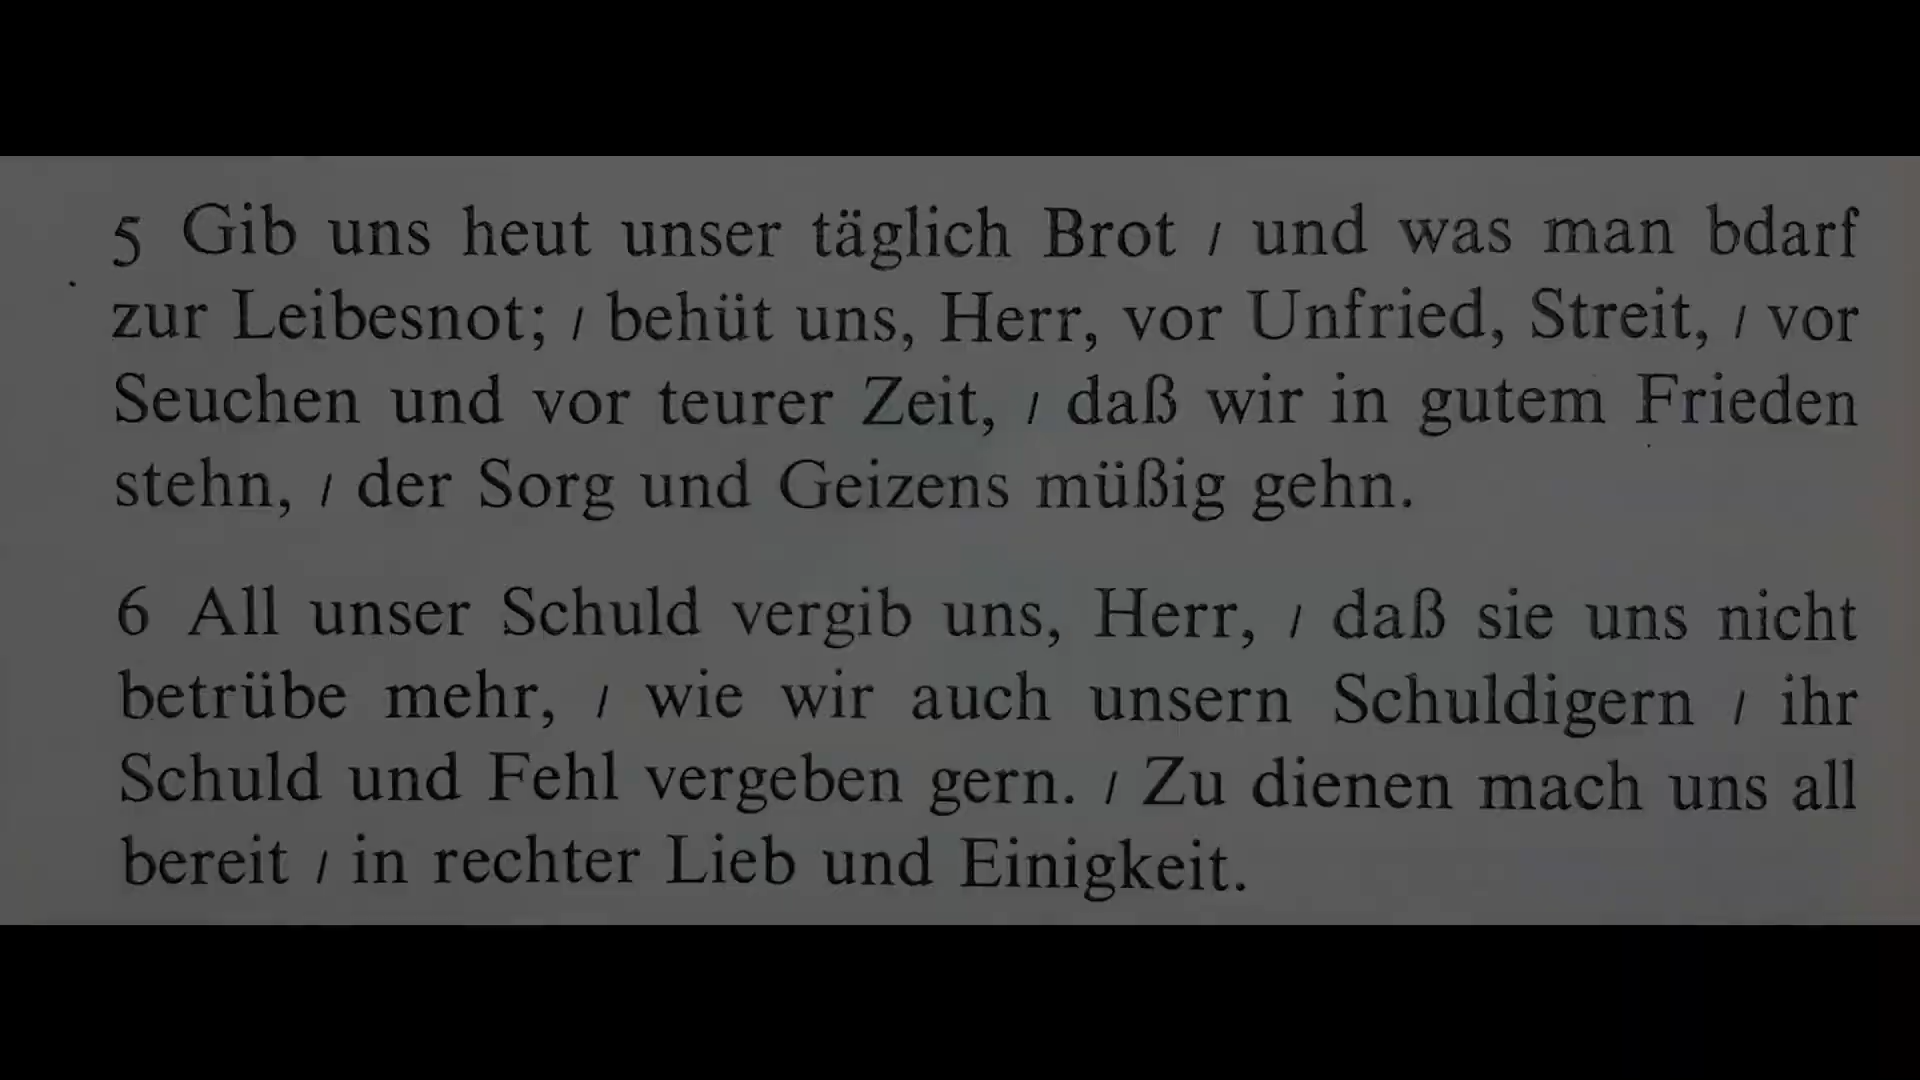 5 Gib uns heut unser täglich Brot / und was man bdarf
zur Leibesnot; / behüt uns, Herr, vor Unfried, Streit, / vor
Seuchen und vor teurer Zeit, / daß wir in gutem Frieden
stehn, / der Sorg und Geizens müßig gehn.
6 All unser Schuld vergib uns, Herr, / daß sie uns nicht
betrübe mehr, / wie wir auch unsern Schuldigern / ihr
Schuld und Fehl vergeben gern. / Zu dienen mach uns all
bereit / in rechter Lieb und Einigkeit.